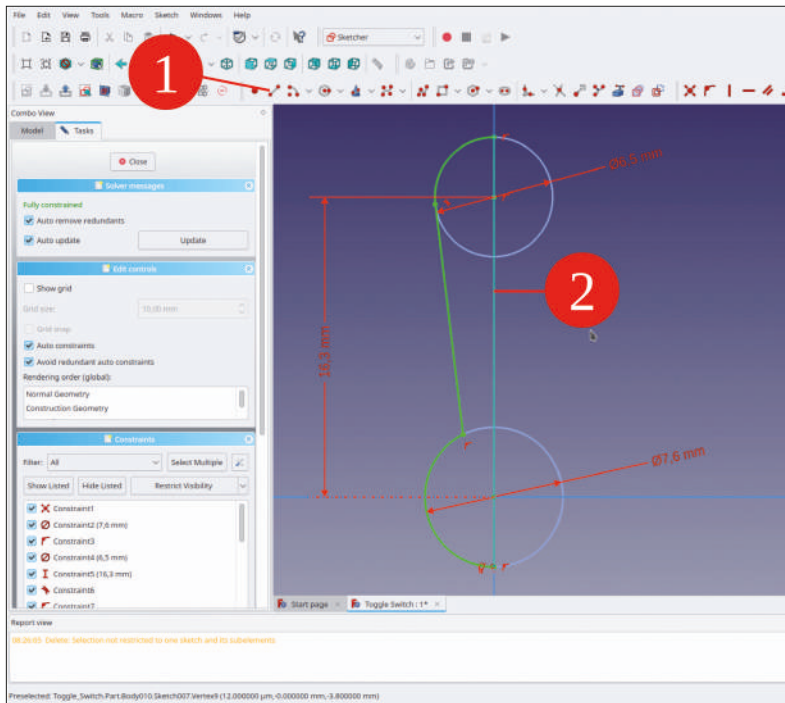 File Edit View Tools Macro Sketch Windows Help
Sketcher
1
Combo View
Model Tasks
Close
Solver messages
Fully constrained
Auto remove redundants
Auto update Update
Edit controls
Show grid
Grid size: 10,00 mm
Grid snap
Auto constraints
Avoid redundant auto constraints
Rendering order (global):
Normal Geometry
Construction Geometry
Constraints
Filter: All Select Multiple
Show Listed Hide Listed Restrict Visibility
Constraint1
Constraint2 (7,6 mm)
Constraint3
Constraint4 (6,5 mm)
Constraint5 (16,3 mm)
Constraint6
Constraint7
Ø6,5 mm
2
16,3 mm
Ø7,6 mm
Start page Toggle Switch : 1*
Report view
Delete: Selection not restricted to one sketch and its subelements
Preselected: Toggle_Switch.Part.Body010.Sketch007.Vertex9 (12.000000 µm,-0.000000 mm,-3.800000 mm)